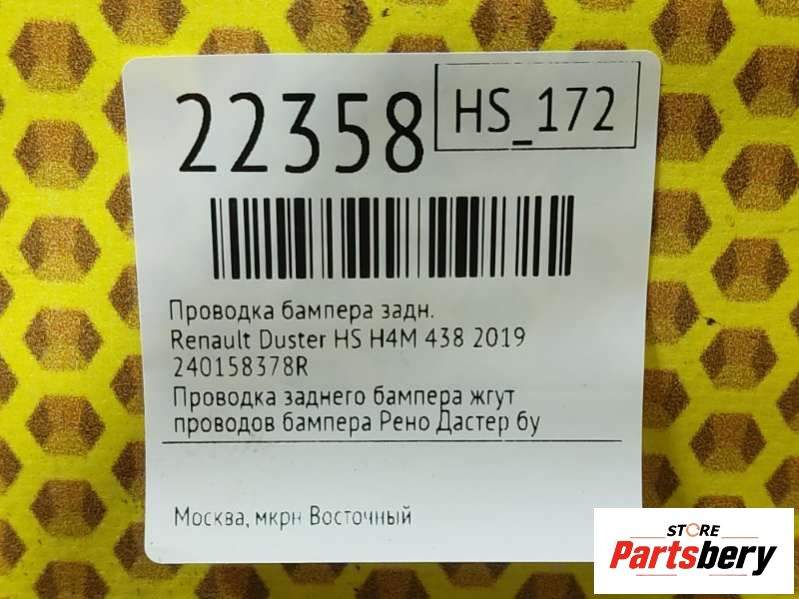 22358
HS_172
Проводка бампера задн.
Renault Duster HS H4M 438 2019
240158378R
Проводка заднего бампера жгут
проводов бампера Рено Дастер бу
Москва, мкрн Восточный
STORE
Partsbery